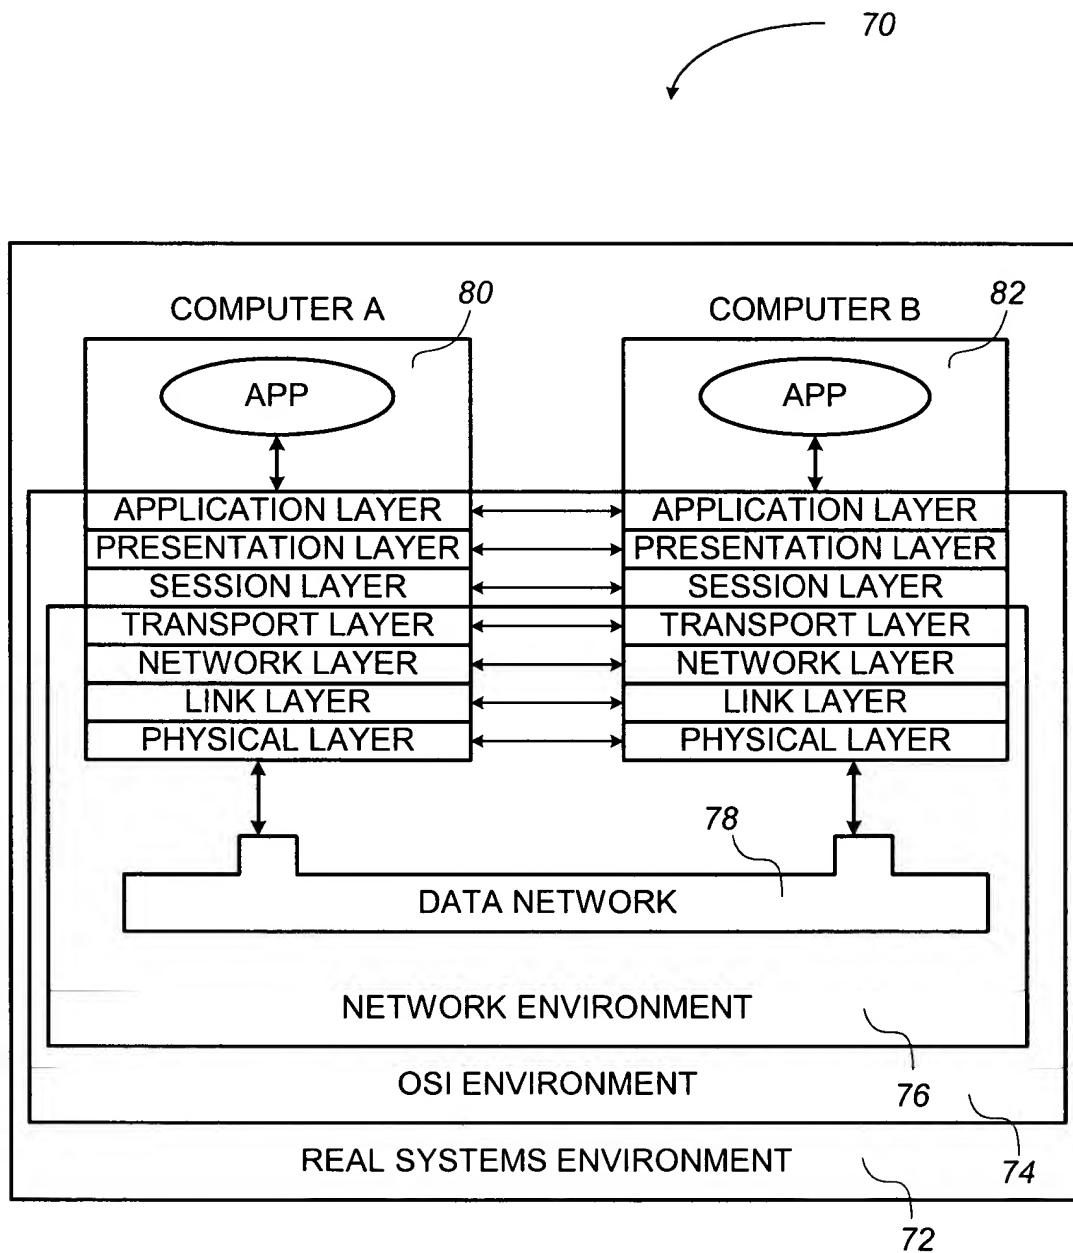 70
COMPUTER A
80
COMPUTER B
82
APP
APP
APPLICATION LAYER
APPLICATION LAYER
PRESENTATION LAYER
PRESENTATION LAYER
SESSION LAYER
SESSION LAYER
TRANSPORT LAYER
TRANSPORT LAYER
NETWORK LAYER
NETWORK LAYER
LINK LAYER
LINK LAYER
PHYSICAL LAYER
PHYSICAL LAYER
78
DATA NETWORK
NETWORK ENVIRONMENT
OSI ENVIRONMENT
76
REAL SYSTEMS ENVIRONMENT
74
72